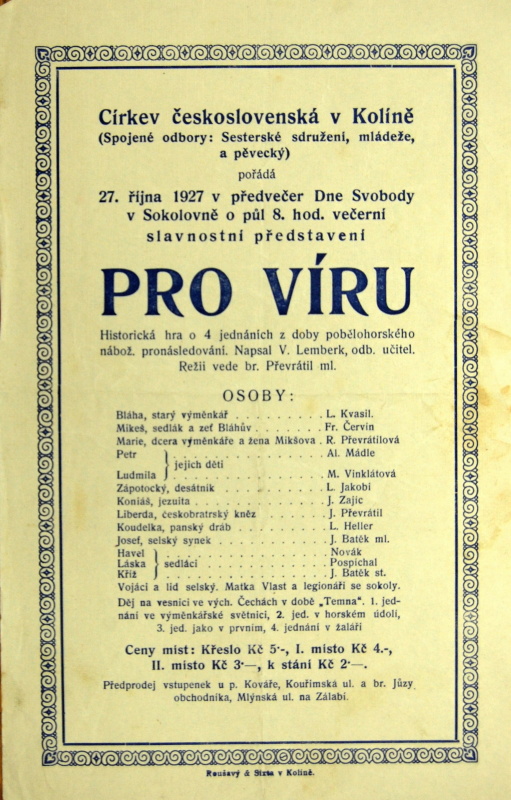 Církev československá v Kolíně
(Spojené odbory: Sesterské sdružení, mládeže,
a pěvecký)
pořádá
27. října 1927 v předvečer Dne Svobody
v Sokolovně o půl 8. hod. večerní
slavnostní představení
PRO VÍRU
Historická hra o 4 jednáních z doby pobělohorského
nábož. pronásledování. Napsal V. Lemberk, odb. učitel.
Režii vede br. Převrátil ml.
OSOBY:
Bláha, starý výměnkář . . . . . . . . . L. Kvasil.
Mikeš, sedlák a zeť Bláhův . . . . . . . Fr. Červín
Marie, dcera výměnkáře a žena Mikšova . R. Převrátilová
Petr } . . . . . . . . . . . . . Al. Mádle
jejich děti
Ludmila } . . . . . . . . . . . . . M. Vinklátová
Zápotocký, desátník . . . . . . . . . L. Jakobi
Koniáš, jezuita . . . . . . . . . . . J. Zajíc
Liberda, českobratrský kněz . . . . . . J. Převrátil
Koudelka, panský dráb . . . . . . . . L. Heller
Josef, selský synek . . . . . . . . . . J. Batěk ml.
Havel } . . . . . . . . . . . . . Novák
Láska } sedláci . . . . . . . . . . Pospíchal
Kříž } . . . . . . . . . . . . . J. Batěk st.
Vojáci a lid selský. Matka Vlast a legionáři se sokoly.
Děj na vesnici ve vých. Čechách v době „Temna“. 1. jed-
nání ve výměnkářské světnici, 2. jed. v horském údolí,
3. jed. jako v prvním, 4. jednání v žaláři
Ceny míst: Křeslo Kč 5·-, I. místo Kč 4.-,
II. místo Kč 3·–, k stání Kč 2·—.
Předprodej vstupenek u p. Kováře, Kouřimská ul. a br. Jůzy
obchodníka, Mlýnská ul. na Zálabí.
Roušavý & Sixta v Kolíně.